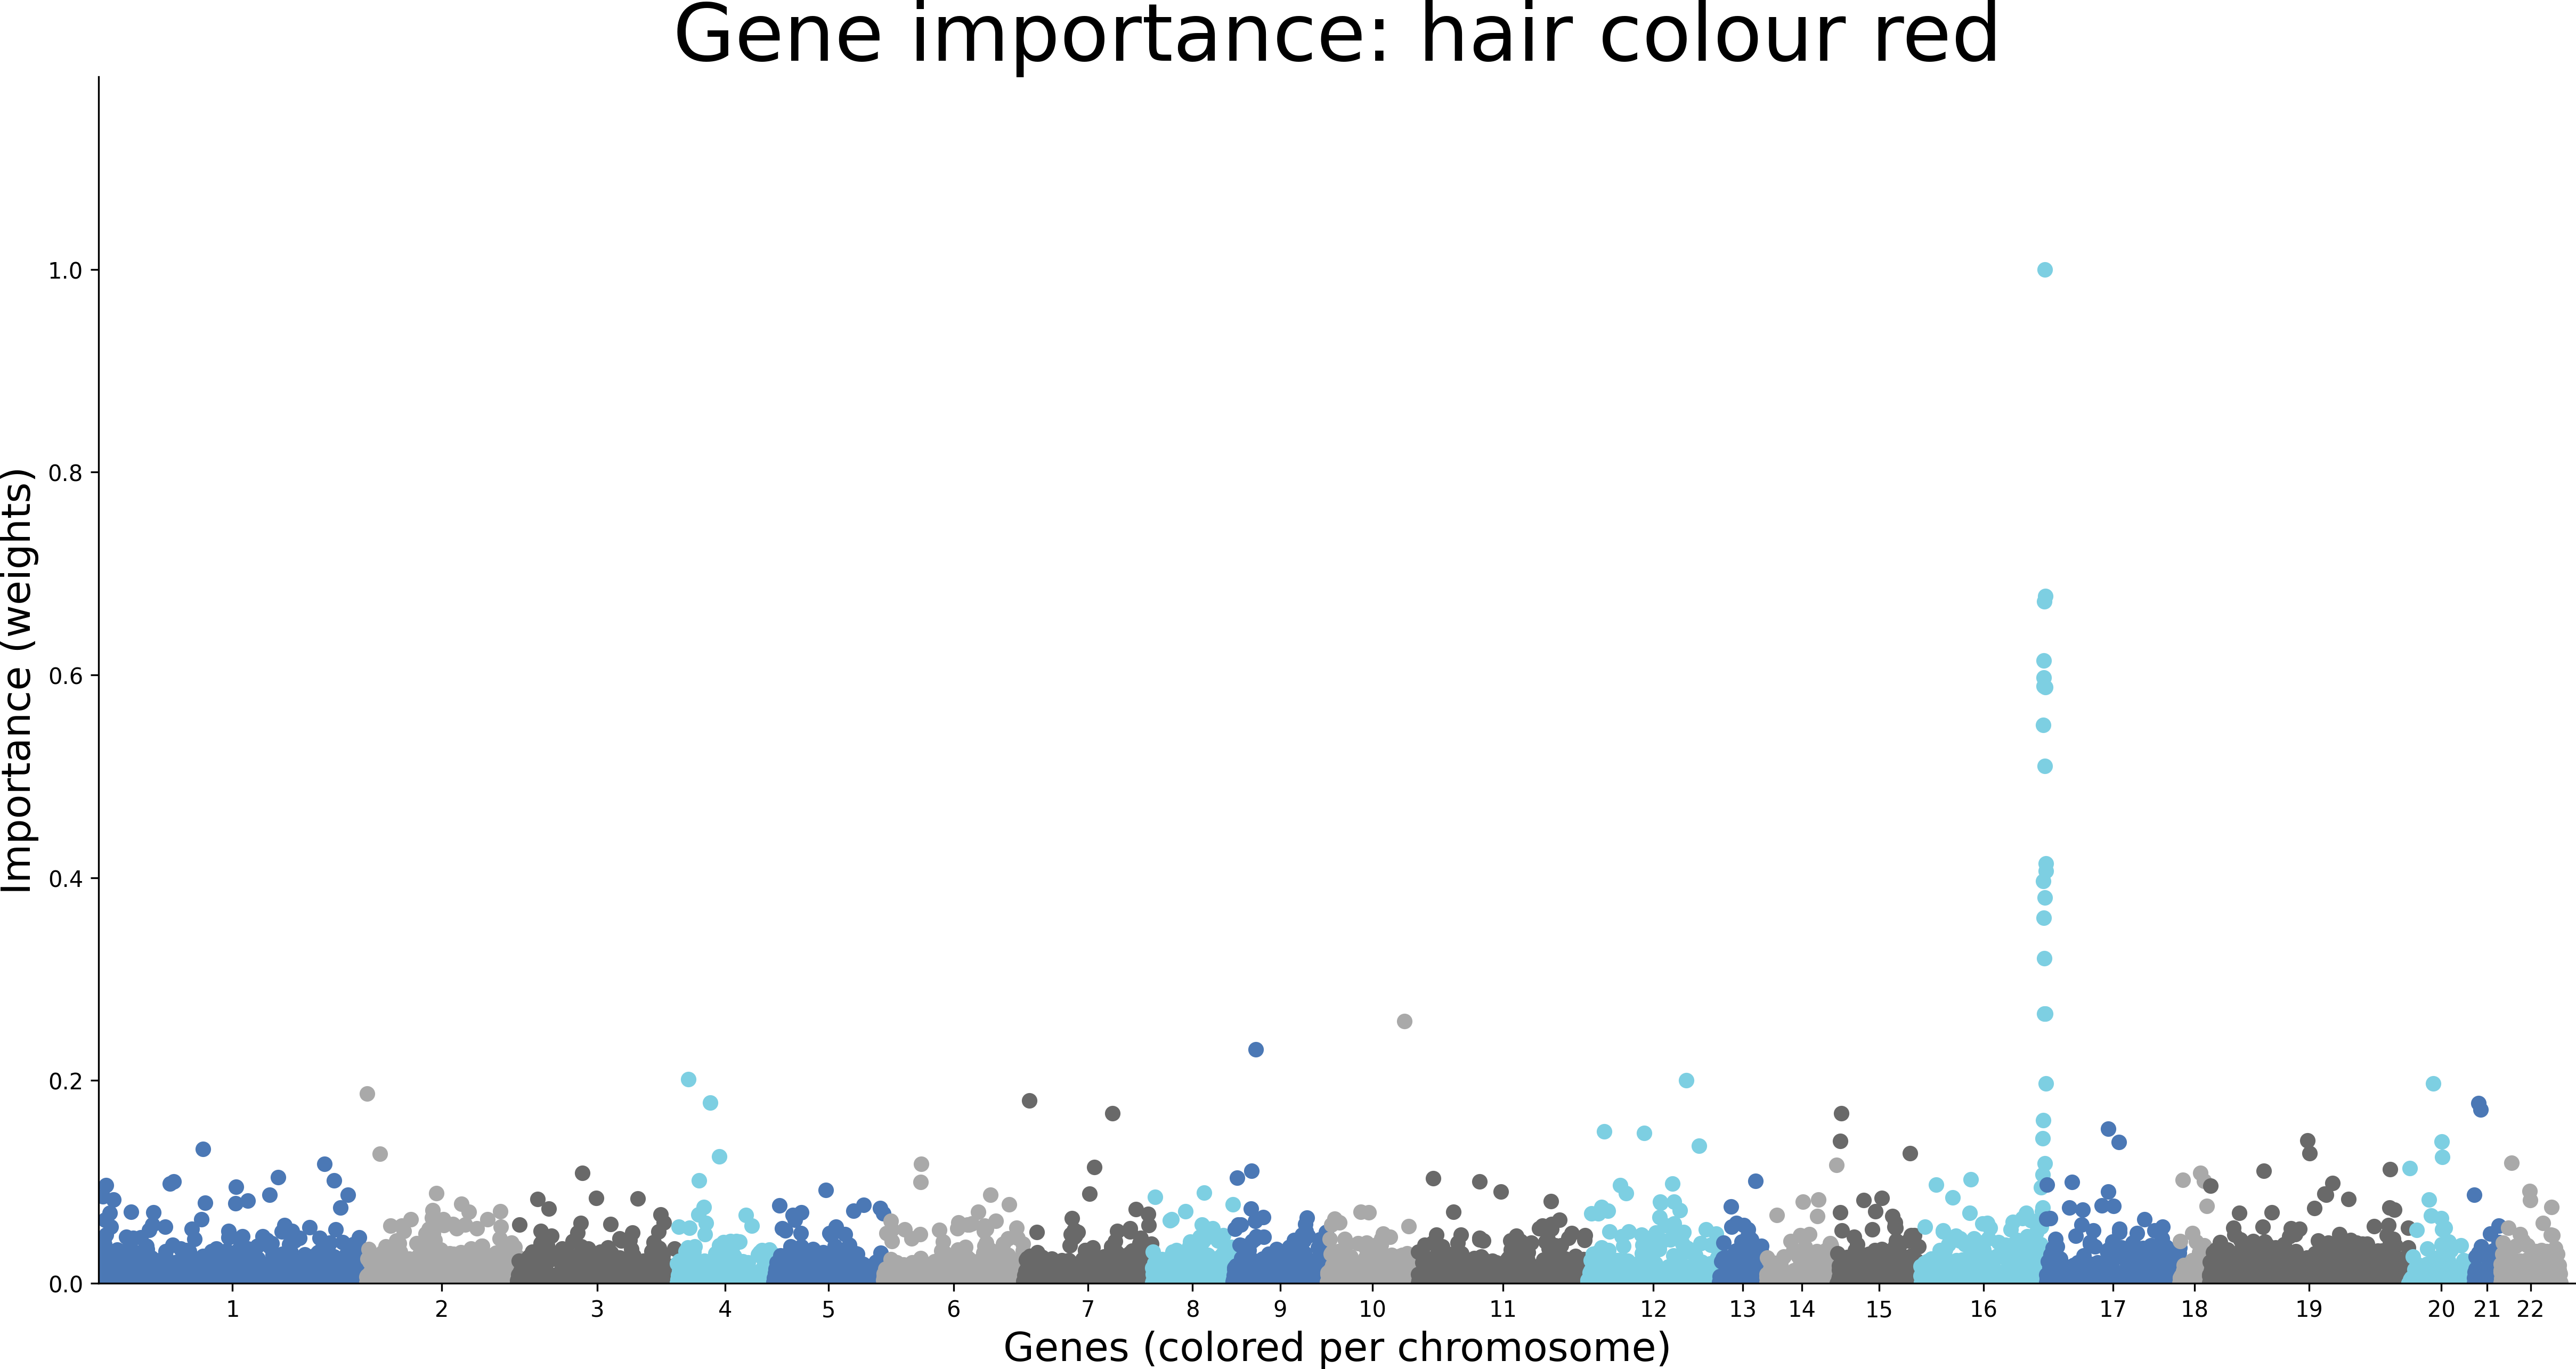 Gene importance: hair colour red
Importance (weights)
1.0
0.8
0.6
0.4
0.2
0.0
1 2 3 4 5 6 7 8 9 10 11 12 13 14 15 16 17 18 19 20 21 22
Genes (colored per chromosome)